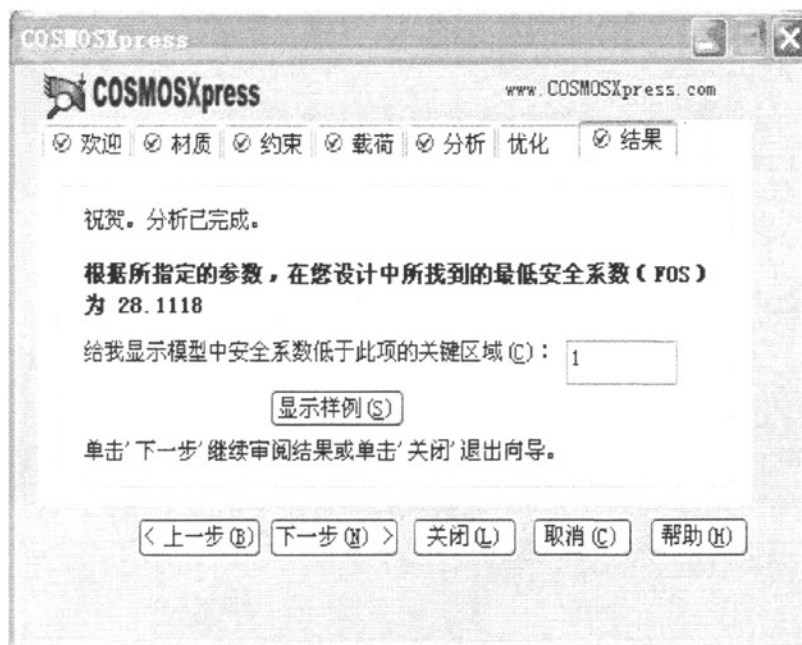 COSMOSXpress
COSMOSXpress www.COSMOSXpress.com
欢迎 材质 约束 载荷 分析 优化 结果
祝贺。分析已完成。
根据所指定的参数，在您设计中所找到的最低安全系数（FOS）
为 28.1118
给我显示模型中安全系数低于此项的关键区域(C)： 1
显示样例(S)
单击'下一步'继续审阅结果或单击'关闭'退出向导。
< 上一步(B) 下一步(N) > 关闭(L) 取消(C) 帮助(H)